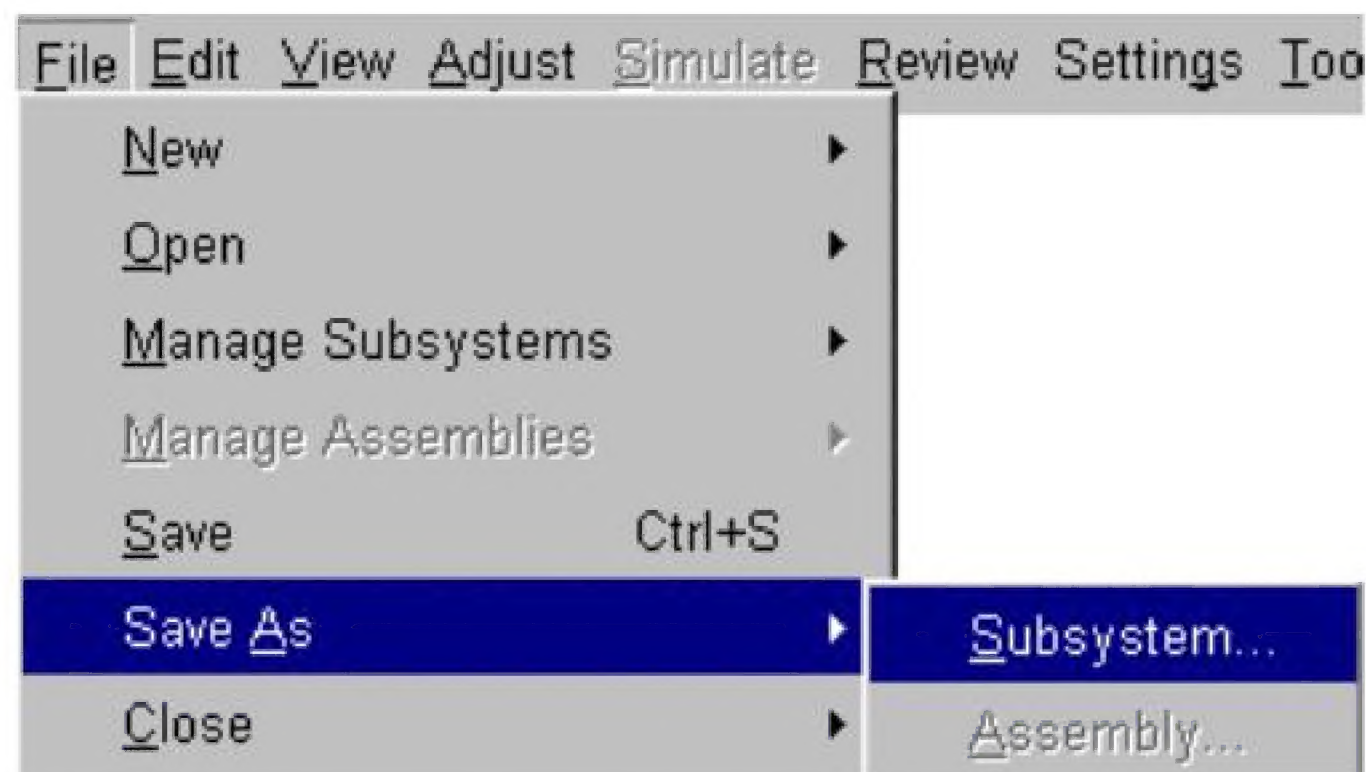 File Edit View Adjust Simulate Review Settings Too
New
Open
Manage Subsystems
Manage Assemblies
Save Ctrl+S
Save As
Subsystem...
Close
Assembly...